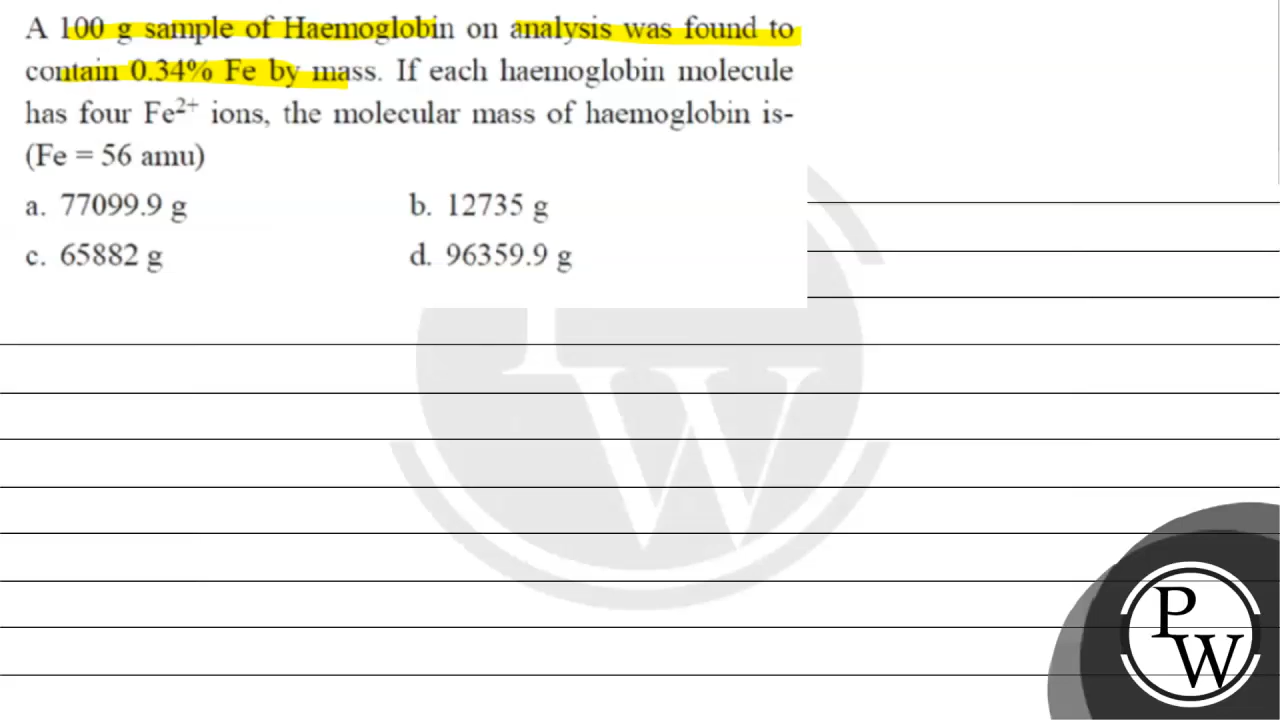 A 100 g sample of Haemoglobin on analysis was found to
contain 0.34% Fe by mass. If each haemoglobin molecule
has four Fe²⁺ ions, the molecular mass of haemoglobin is-
(Fe = 56 amu)
a. 77099.9 g b. 12735 g
c. 65882 g d. 96359.9 g
P
W
P
W